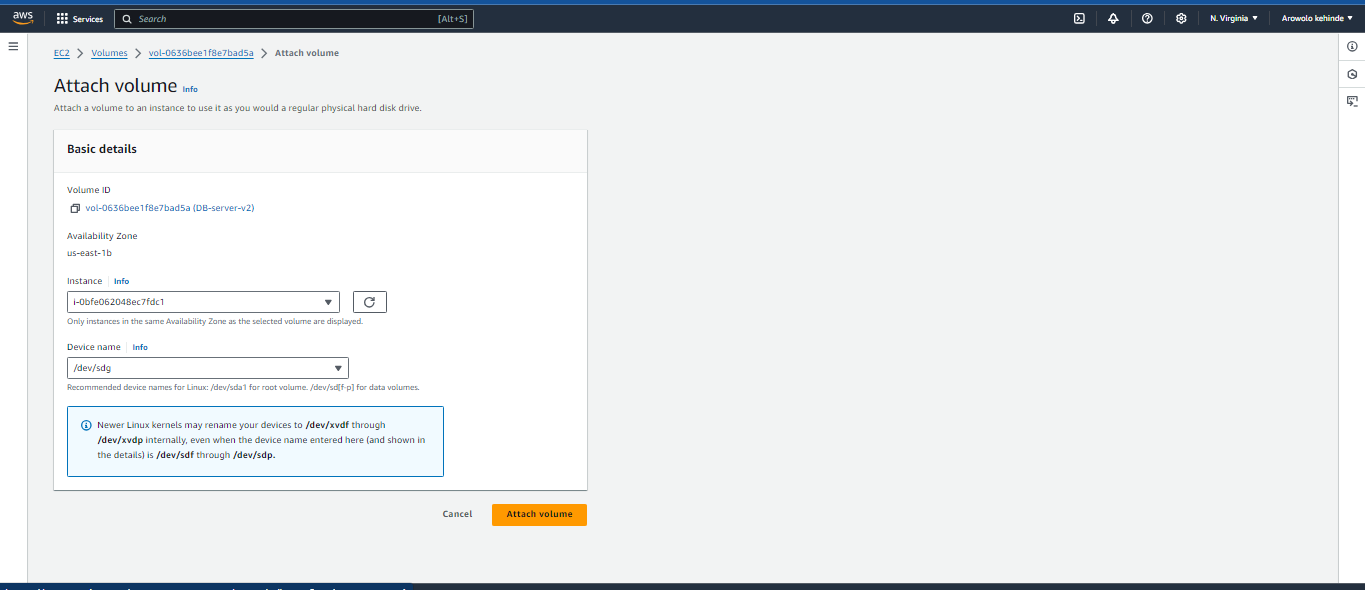 aws Services Search [Alt+S] N. Virginia Arowolo kehinde
EC2 Volumes vol-0636bee1f8e7bad5a Attach volume
Attach volume Info
Attach a volume to an instance to use it as you would a regular physical hard disk drive.
Basic details
Volume ID
vol-0636bee1f8e7bad5a (DB-server-v2)
Availability Zone
us-east-1b
Instance Info
i-0bfe062048ec7fdc1
Only instances in the same Availability Zone as the selected volume are displayed.
Device name Info
/dev/sdg
Recommended device names for Linux: /dev/sda1 for root volume. /dev/sd[f-p] for data volumes.
Newer Linux kernels may rename your devices to /dev/xvdf through
/dev/xvdp internally, even when the device name entered here (and shown in
the details) is /dev/sdf through /dev/sdp.
Cancel Attach volume